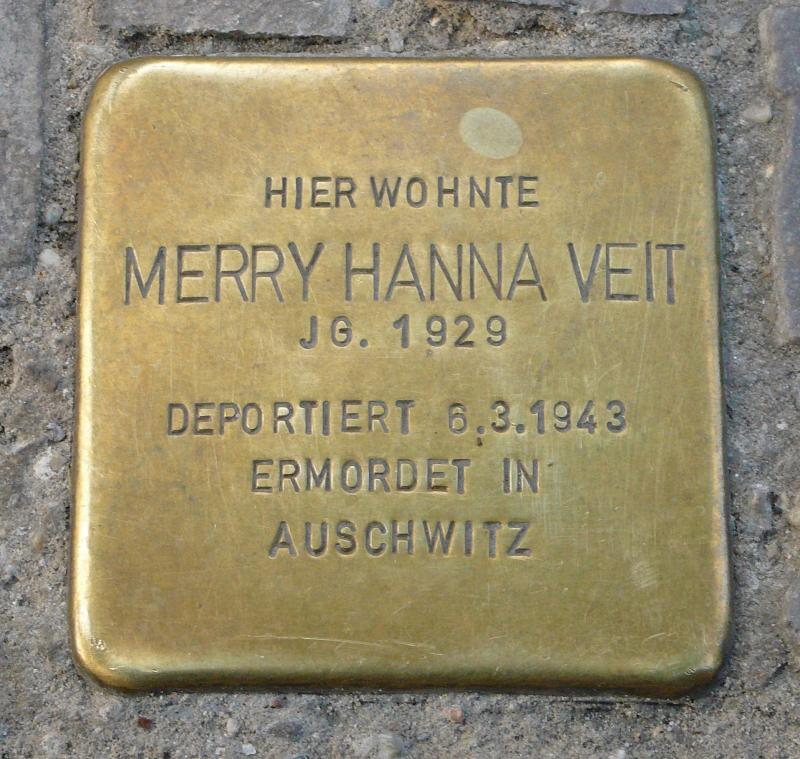 HIER WOHNTE
MERRY HANNA VEIT
JG. 1929
DEPORTIERT 6.3.1943
ERMORDET IN
AUSCHWITZ